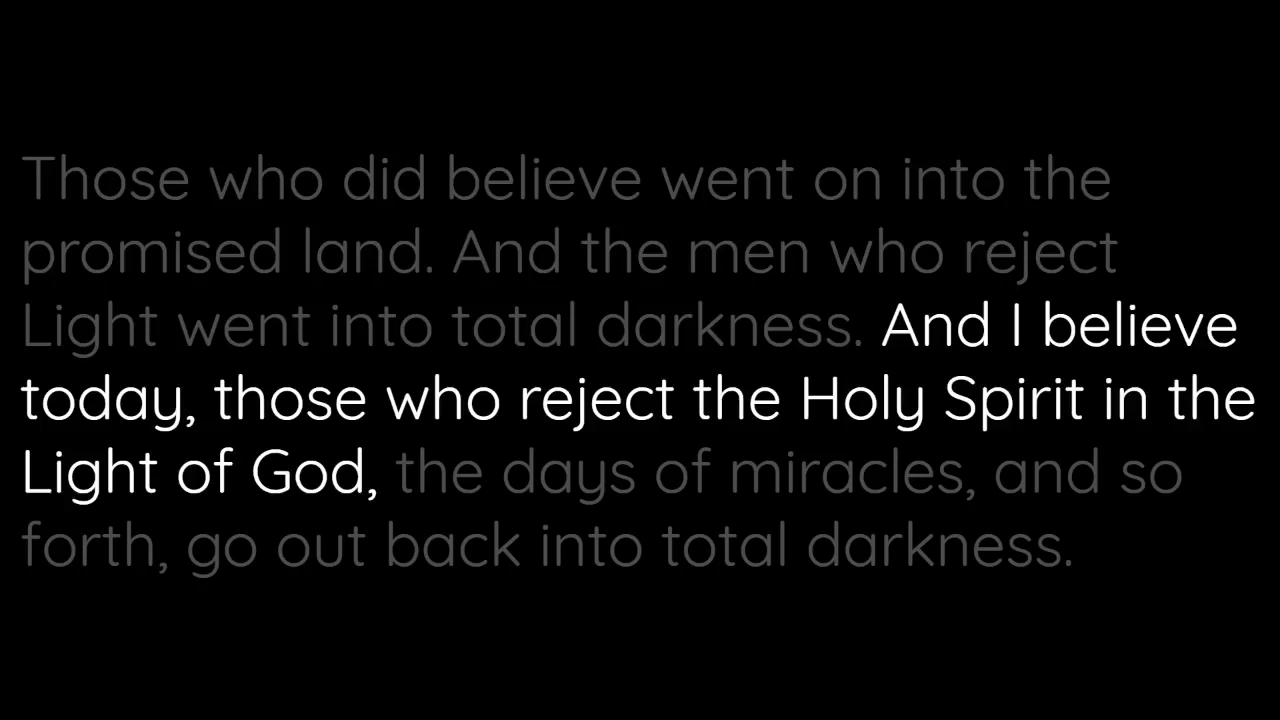 Those who did believe went on into the
promised land. And the men who reject
Light went into total darkness. And I believe
today, those who reject the Holy Spirit in the
Light of God, the days of miracles, and so
forth, go out back into total darkness.